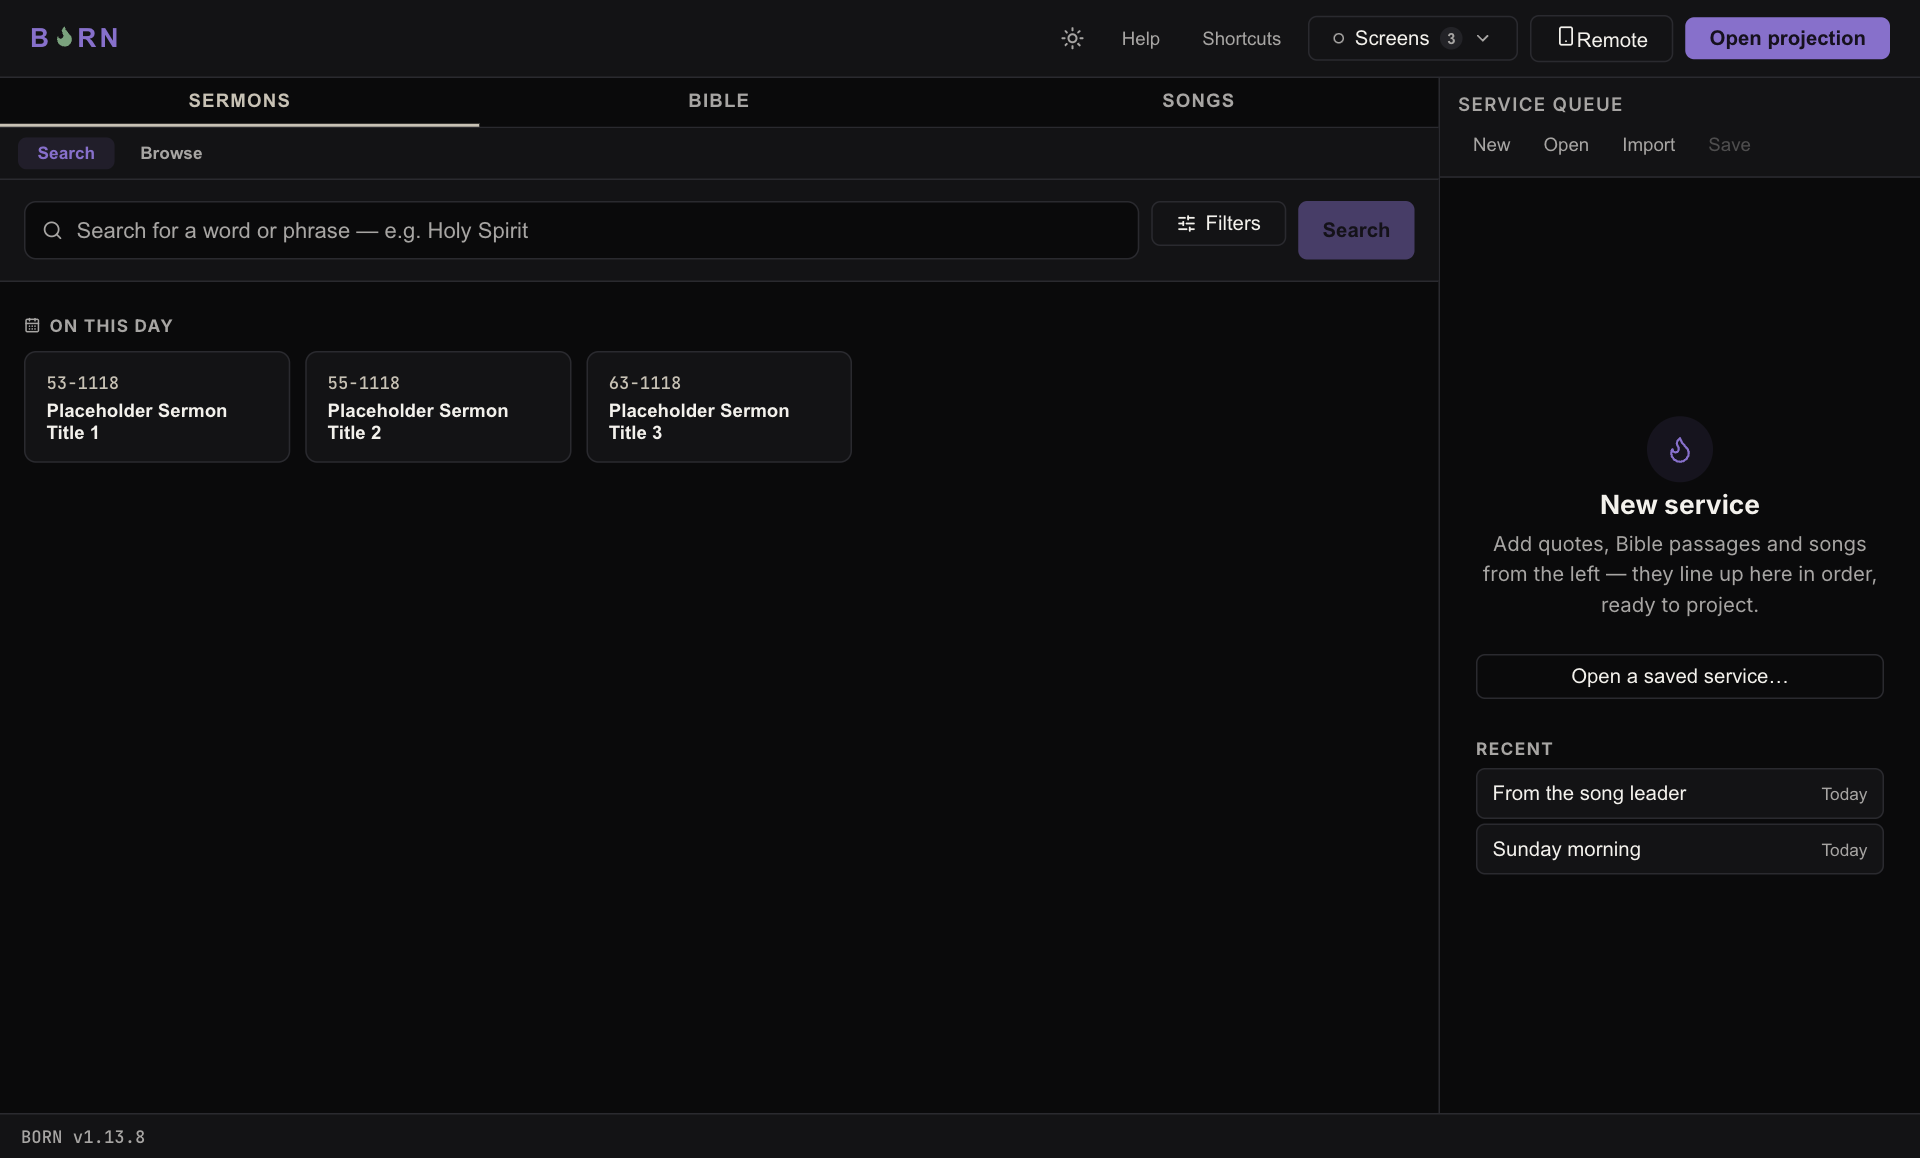 BORN
Help
Shortcuts
Screens 3
Remote
Open projection
SERMONS
BIBLE
SONGS
SERVICE QUEUE
New
Open
Import
Save
Search
Browse
Search for a word or phrase — e.g. Holy Spirit
Filters
Search
ON THIS DAY
53-1118
Placeholder Sermon
Title 1
55-1118
Placeholder Sermon
Title 2
63-1118
Placeholder Sermon
Title 3
New service
Add quotes, Bible passages and songs
from the left — they line up here in order,
ready to project.
Open a saved service…
RECENT
From the song leader Today
Sunday morning Today
BORN v1.13.8